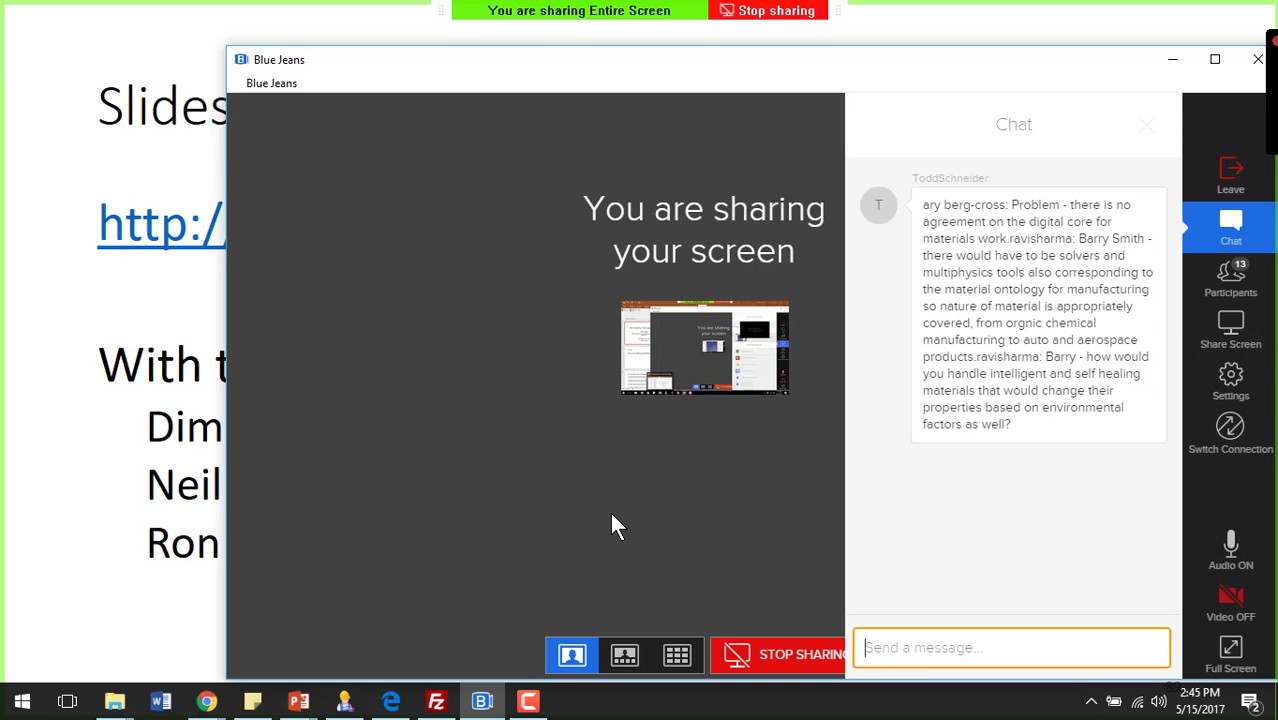 You are sharing Entire Screen
Stop sharing
Blue Jeans
Blue Jeans
Slides
http:/
With t
Dim
Neil
Ron
You are sharing
your screen
STOP SHARING
Chat
ToddSchneider
T
ary berg-cross: Problem - there is no
agreement on the digital core for
materials work.ravisharma: Barry Smith -
there would have to be solvers and
multiphysics tools also corresponding to
the material ontology for manufacturing
so nature of material is appropriately
covered, from orgnic chemical
manufacturing to auto and aerospace
products.ravisharma: Barry - how would
you handle intelligent and self healing
materials that would change their
properties based on environmental
factors as well?
Send a message...
Leave
Chat
13
Participants
Share Screen
Settings
Switch Connection
Audio ON
Video OFF
Full Screen
2:45 PM
5/15/2017
2